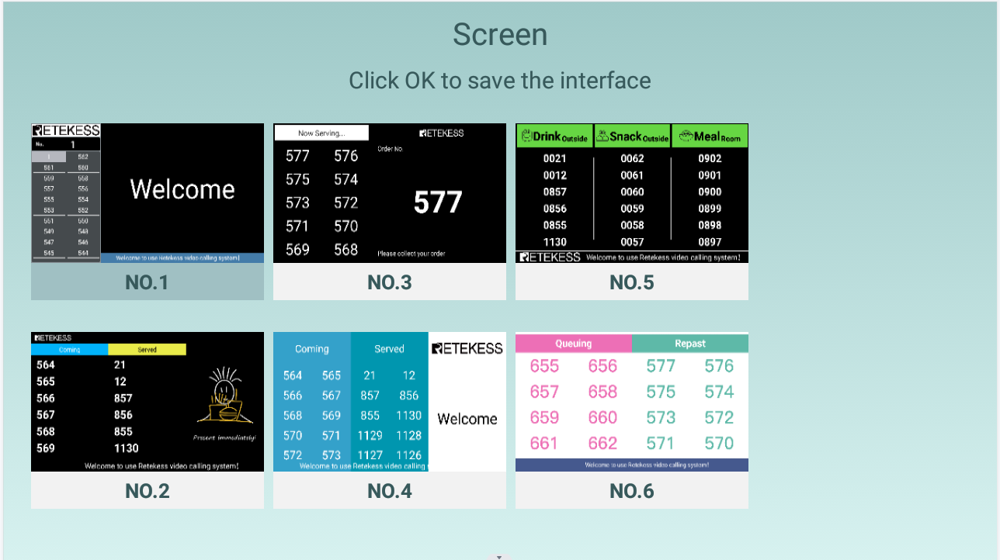 Screen
Click OK to save the interface
RETEKESS
No. 1
1 562
561 560
559 558
557 556
555 554
553 552
551 550
549 548
547 546
545 544
Welcome
Welcome to use Retekess video calling system!
NO.1
Now Serving...
577 576
575 574
573 572
571 570
569 568
RETEKESS
Order No.
577
Please collect your order
NO.3
Drink Outside Snack Outside Meal Room
0021 0062 0902
0012 0061 0901
0857 0060 0900
0856 0059 0899
0855 0058 0898
1130 0057 0897
RETEKESS Welcome to use Retekess video calling system!
NO.5
RETEKESS
Coming Served
564 21
565 12
566 857
567 856
568 855
569 1130
Present immediately!
Welcome to use Retekess video calling system!
NO.2
Coming Served
564 565 21 12
566 567 857 856
568 569 855 1130
570 571 1129 1128
572 573 1127 1126
Welcome to use Retekess video calling
RETEKESS
Welcome
NO.4
Queuing Repast
655 656 577 576
657 658 575 574
659 660 573 572
661 662 571 570
Welcome to use Retekess video calling system!
NO.6